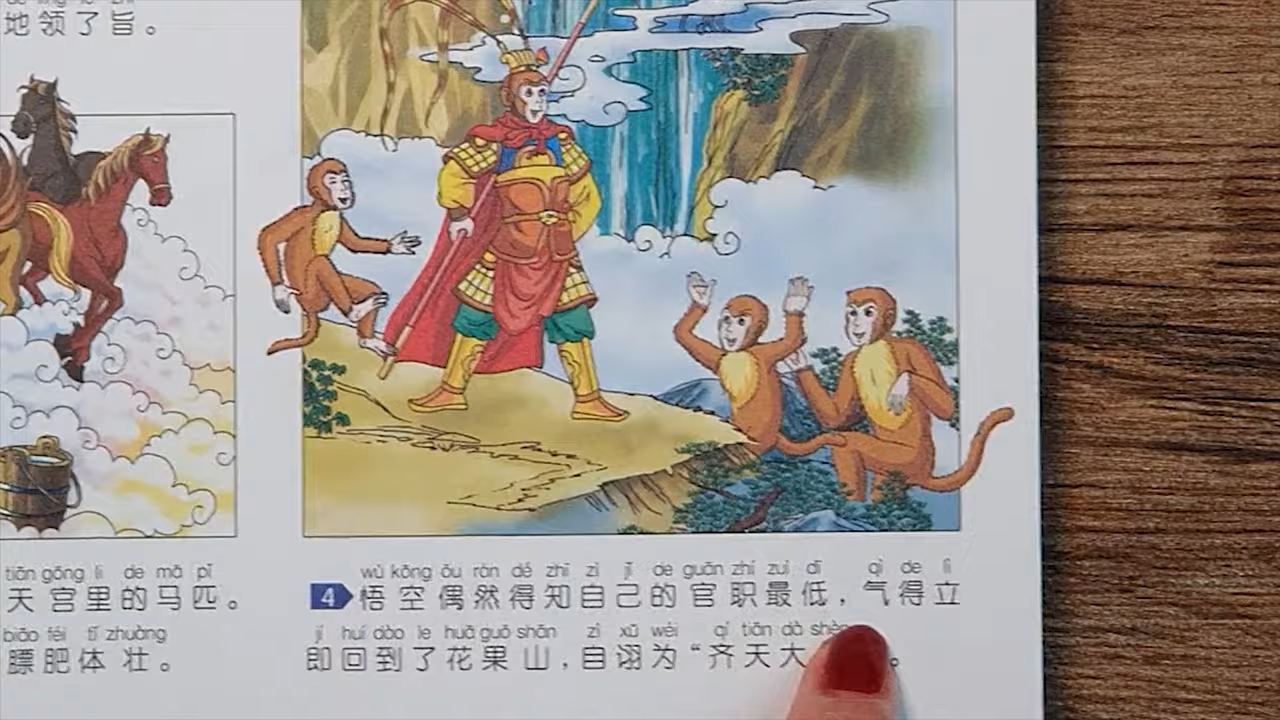 地领了旨。
tiān gōng lǐ de mǎ pǐ
天宫里的马匹。
biāo féi tǐ zhuàng
膘肥体壮。
wù kōng ǒu rán dé zhī zì jǐ de guān zhí zuì dī qì de lì
4 悟空偶然得知自己的官职最低，气得立
jí huí dào le huā guǒ shān zì xǔ wéi qí tiān dà shèng
即回到了花果山，自诩为“齐天大 。